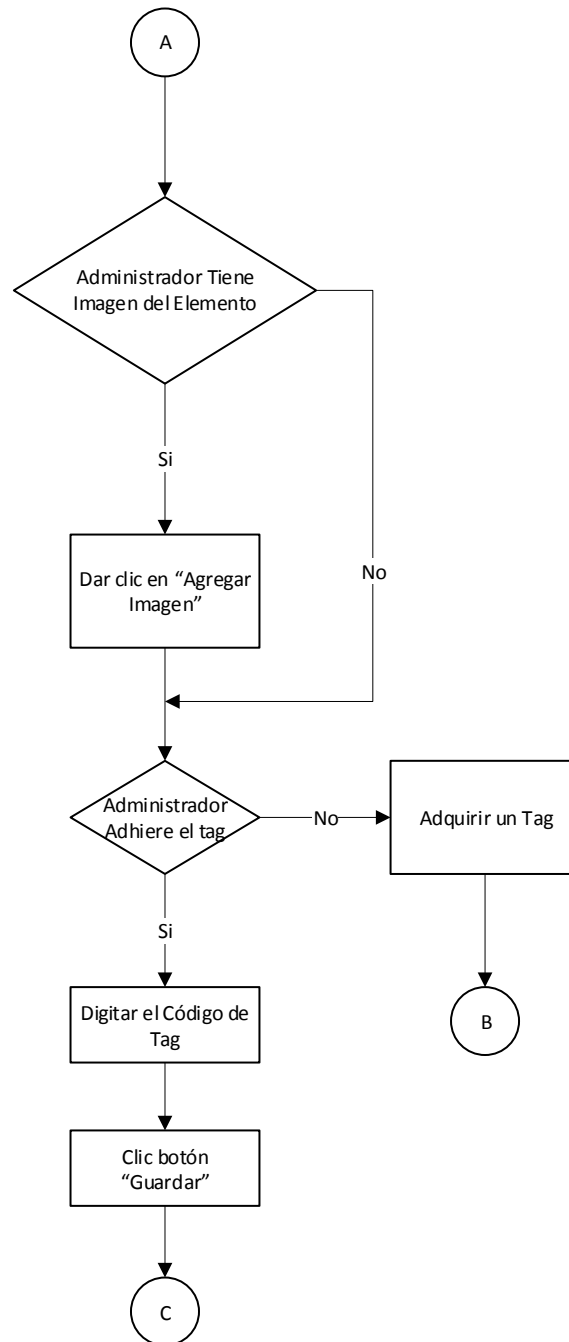 A
Administrador Tiene
Imagen del Elemento
Si
Dar clic en “Agregar
Imagen”
No
Administrador
Adhiere el tag
No
Adquirir un Tag
Si
Digitar el Código de
Tag
B
Clic botón
“Guardar”
C